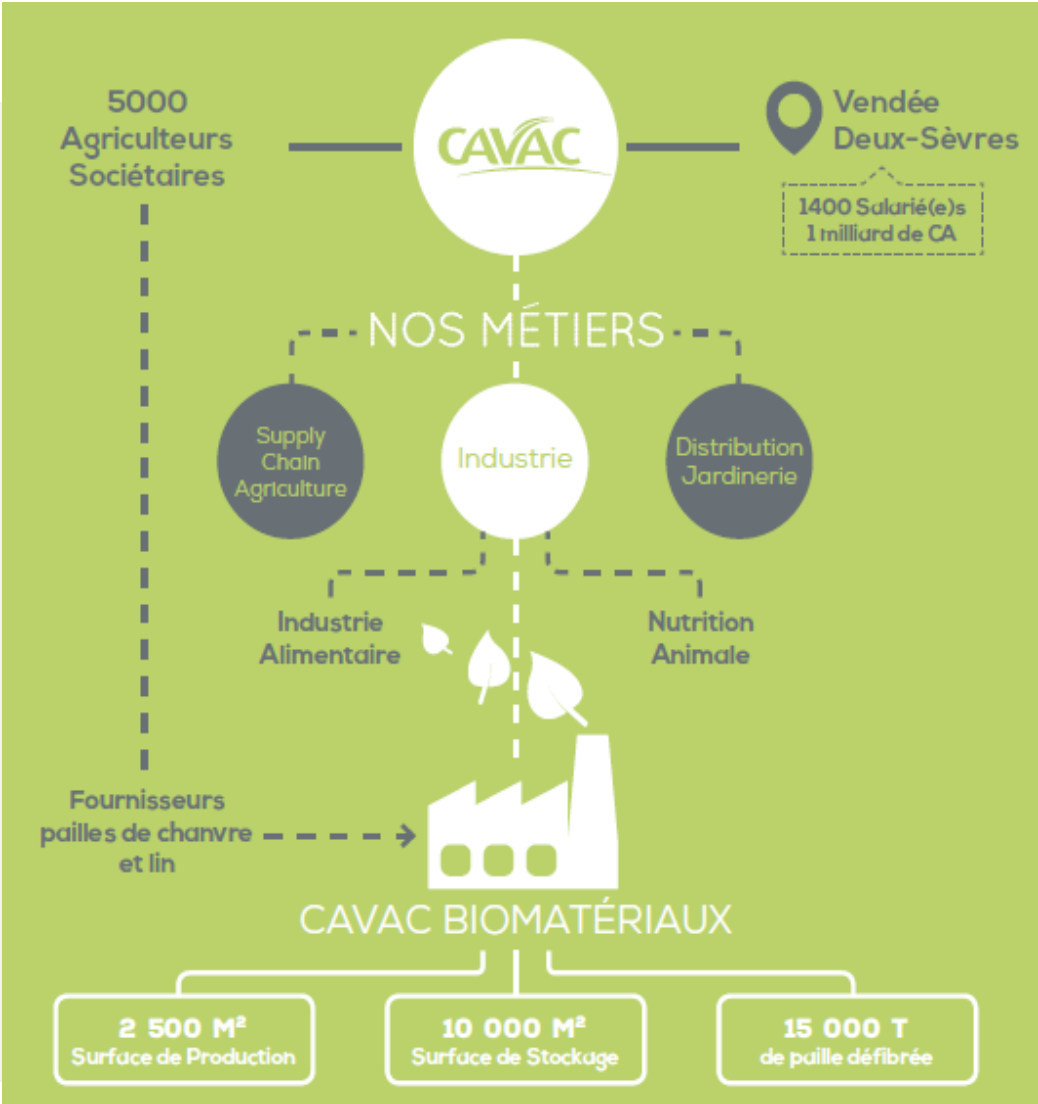 5000
Agriculteurs
Sociétaires
CAVAC
Vendée
Deux-Sèvres
1400 Salarié(e)s
1 milliard de CA
NOS MÉTIERS
Supply
Chain
Agriculture
Industrie
Distribution
Jardinerie
Industrie
Alimentaire
Nutrition
Animale
Fournisseurs
pailles de chanvre
et lin
CAVAC BIOMATÉRIAUX
2 500 M²
Surface de Production
10 000 M²
Surface de Stockage
15 000 T
de paille défibrée